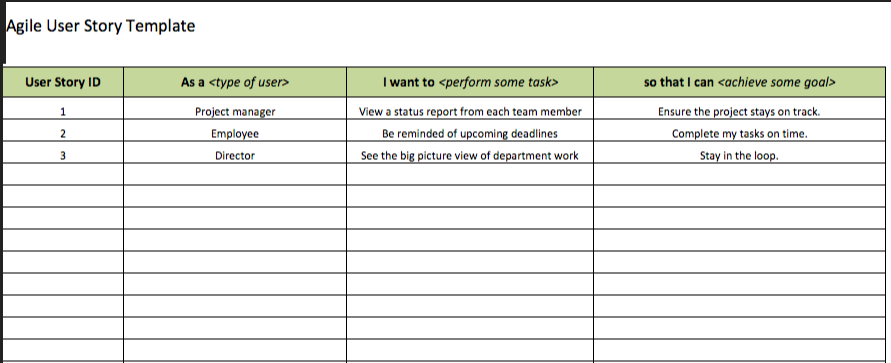 Agile User Story Template
User Story ID As a <type of user> I want to <perform some task> so that I can <achieve some goal>
1 Project manager View a status report from each team member Ensure the project stays on track.
2 Employee Be reminded of upcoming deadlines Complete my tasks on time.
3 Director See the big picture view of department work Stay in the loop.